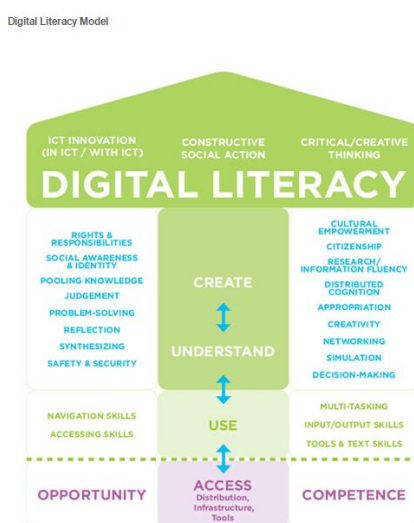 Digital Literacy Model
ICT INNOVATION
(IN ICT / WITH ICT)
CONSTRUCTIVE
SOCIAL ACTION
CRITICAL/CREATIVE
THINKING
DIGITAL LITERACY
RIGHTS &
RESPONSIBILITIES
SOCIAL AWARENESS
& IDENTITY
POOLING KNOWLEDGE
JUDGEMENT
PROBLEM-SOLVING
REFLECTION
SYNTHESIZING
SAFETY & SECURITY
CREATE
UNDERSTAND
CULTURAL
EMPOWERMENT
CITIZENSHIP
RESEARCH/
INFORMATION FLUENCY
DISTRIBUTED
COGNITION
APPROPRIATION
CREATIVITY
NETWORKING
SIMULATION
DECISION-MAKING
NAVIGATION SKILLS
ACCESSING SKILLS
USE
MULTI-TASKING
INPUT/OUTPUT SKILLS
TOOLS & TEXT SKILLS
OPPORTUNITY
ACCESS
Distribution,
Infrastructure,
Tools
COMPETENCE